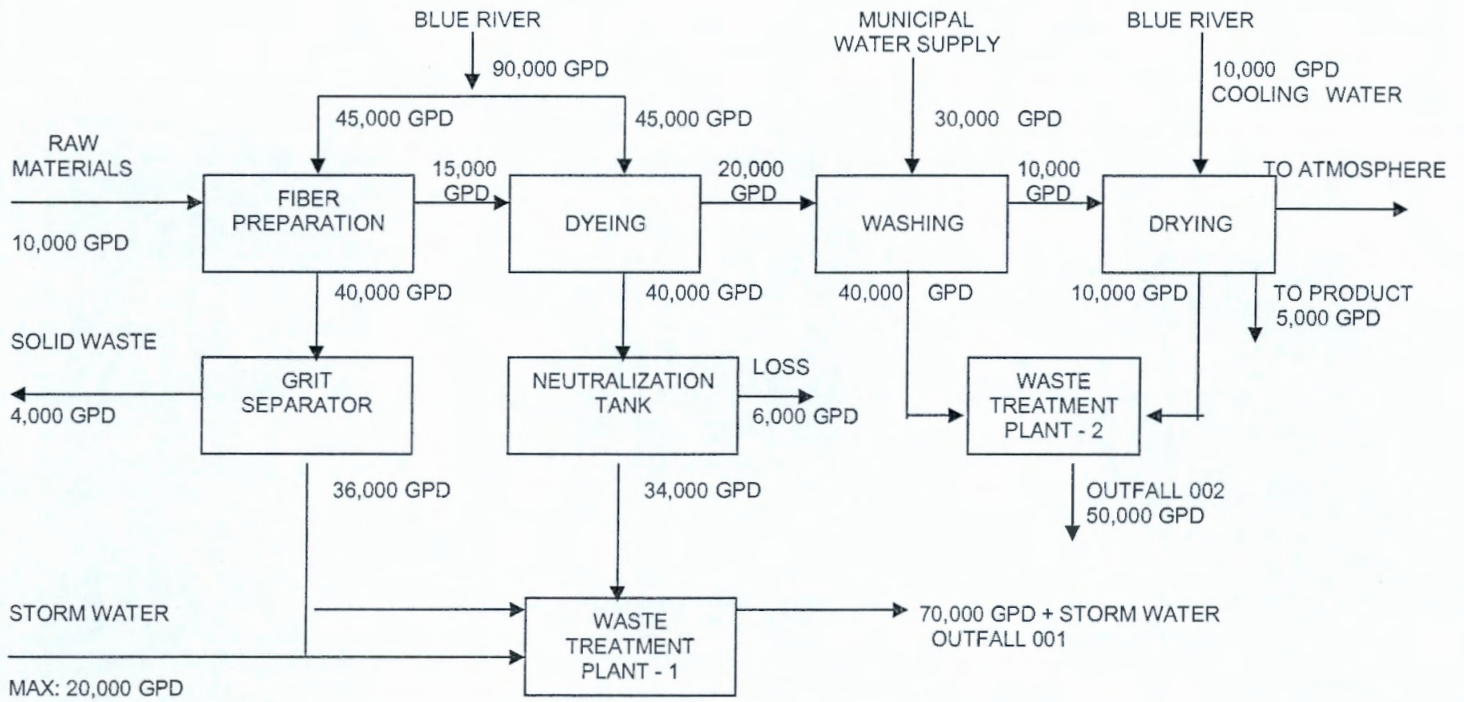 BLUE RIVER
90,000 GPD
MUNICIPAL
WATER SUPPLY
BLUE RIVER
10,000 GPD
COOLING WATER
45,000 GPD
45,000 GPD
30,000 GPD
RAW
MATERIALS
10,000 GPD
FIBER
PREPARATION
15,000
GPD
DYEING
20,000
GPD
WASHING
10,000
GPD
DRYING
TO ATMOSPHERE
40,000 GPD
40,000 GPD
40,000 GPD
10,000 GPD
TO PRODUCT
5,000 GPD
SOLID WASTE
4,000 GPD
GRIT
SEPARATOR
NEUTRALIZATION
TANK
LOSS
6,000 GPD
WASTE
TREATMENT
PLANT - 2
36,000 GPD
34,000 GPD
OUTFALL 002
50,000 GPD
STORM WATER
MAX: 20,000 GPD
WASTE
TREATMENT
PLANT - 1
70,000 GPD + STORM WATER
OUTFALL 001